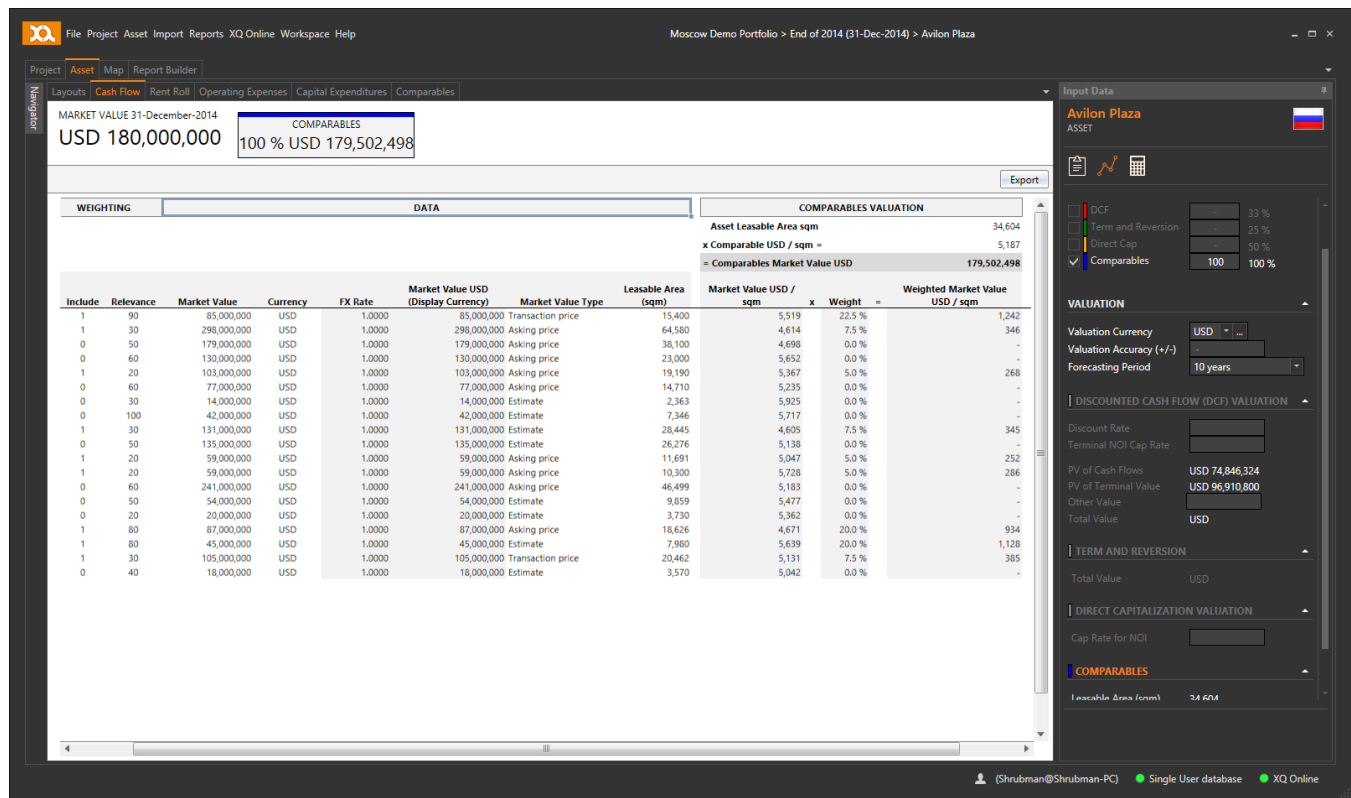 XQ File Project Asset Import Reports XQ Online Workspace Help Moscow Demo Portfolio > End of 2014 (31-Dec-2014) > Avilon Plaza
Project Asset Map Report Builder
Navigator
Layouts Cash Flow Rent Roll Operating Expenses Capital Expenditures Comparables
MARKET VALUE 31-December-2014
USD 180,000,000
COMPARABLES
100 % USD 179,502,498
Export
WEIGHTING DATA COMPARABLES VALUATION
Asset Leasable Area sqm 34,604
x Comparable USD / sqm = 5,187
= Comparables Market Value USD 179,502,498
Market Value USD Leasable Area Market Value USD / Weighted Market Value
Include Relevance Market Value Currency FX Rate (Display Currency) Market Value Type (sqm) sqm x Weight = USD / sqm
1 90 85,000,000 USD 1.0000 85,000,000 Transaction price 15,400 5,519 22.5 % 1,242
1 30 298,000,000 USD 1.0000 298,000,000 Asking price 64,580 4,614 7.5 % 346
0 50 179,000,000 USD 1.0000 179,000,000 Asking price 38,100 4,698 0.0 % -
0 60 130,000,000 USD 1.0000 130,000,000 Asking price 23,000 5,652 0.0 % -
1 20 103,000,000 USD 1.0000 103,000,000 Asking price 19,190 5,367 5.0 % 268
0 60 77,000,000 USD 1.0000 77,000,000 Asking price 14,710 5,235 0.0 % -
0 30 14,000,000 USD 1.0000 14,000,000 Estimate 2,363 5,925 0.0 % -
0 100 42,000,000 USD 1.0000 42,000,000 Estimate 7,346 5,717 0.0 % -
1 30 131,000,000 USD 1.0000 131,000,000 Estimate 28,445 4,605 7.5 % 345
0 50 135,000,000 USD 1.0000 135,000,000 Estimate 26,276 5,138 0.0 % -
1 20 59,000,000 USD 1.0000 59,000,000 Asking price 11,691 5,047 5.0 % 252
1 20 59,000,000 USD 1.0000 59,000,000 Asking price 10,300 5,728 5.0 % 286
0 60 241,000,000 USD 1.0000 241,000,000 Asking price 46,499 5,183 0.0 % -
0 50 54,000,000 USD 1.0000 54,000,000 Estimate 9,859 5,477 0.0 % -
0 20 20,000,000 USD 1.0000 20,000,000 Estimate 3,730 5,362 0.0 % -
1 80 87,000,000 USD 1.0000 87,000,000 Asking price 18,626 4,671 20.0 % 934
1 80 45,000,000 USD 1.0000 45,000,000 Estimate 7,980 5,639 20.0 % 1,128
1 30 105,000,000 USD 1.0000 105,000,000 Transaction price 20,462 5,131 7.5 % 385
0 40 18,000,000 USD 1.0000 18,000,000 Estimate 3,570 5,042 0.0 % -
Input Data
Avilon Plaza
ASSET
DCF - 33 %
Term and Reversion - 25 %
Direct Cap - 50 %
Comparables 100 100 %
VALUATION
Valuation Currency USD ...
Valuation Accuracy (+/-) -
Forecasting Period 10 years
DISCOUNTED CASH FLOW (DCF) VALUATION
Discount Rate
Terminal NOI Cap Rate
PV of Cash Flows USD 74,846,324
PV of Terminal Value USD 96,910,800
Other Value
Total Value USD
TERM AND REVERSION
Total Value USD
DIRECT CAPITALIZATION VALUATION
Cap Rate for NOI
COMPARABLES
Leasable Area (sqm) 34,604
(Shrubman@Shrubman-PC) Single User database XQ Online